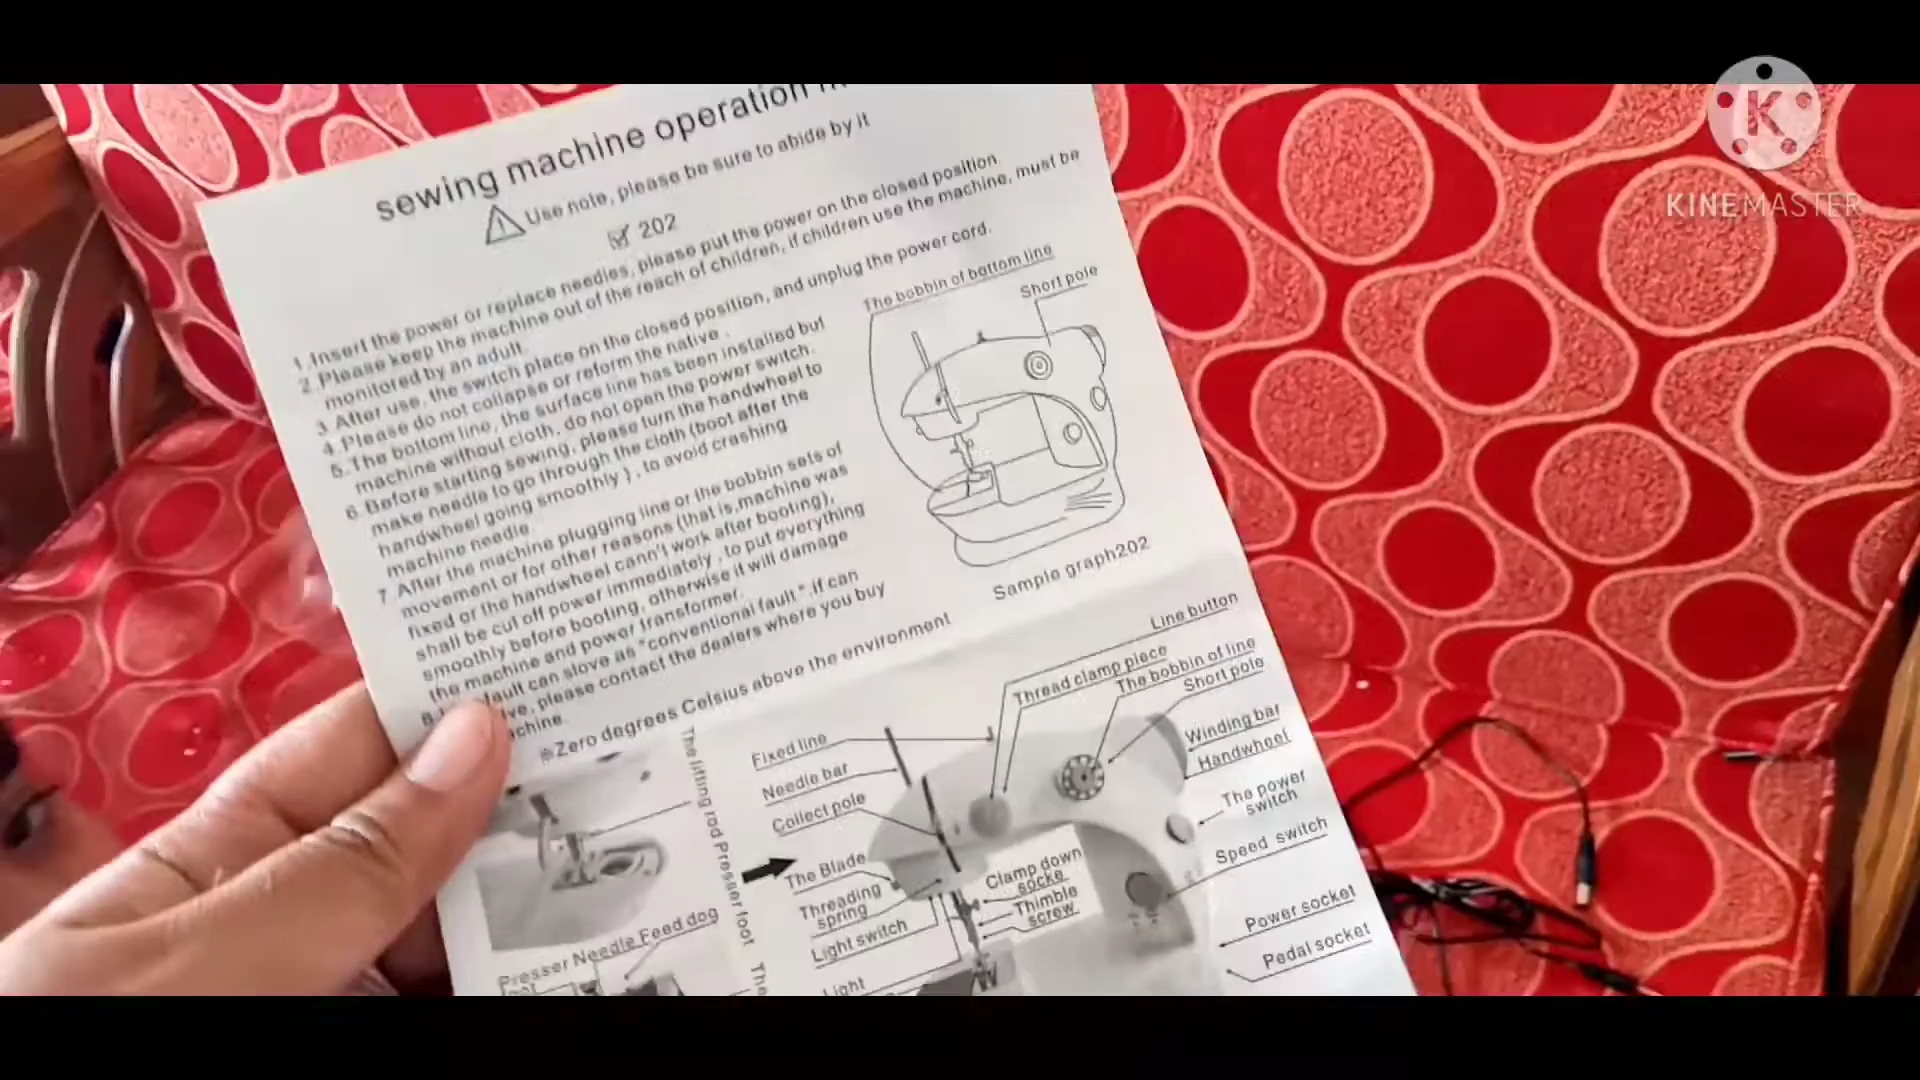 sewing machine operation
Use note, please be sure to abide by it
202
1. Insert the power or replace needles, please put the power on the closed position
2. Please keep the machine out of the reach of children, if children use the machine, must be
monitored by an adult.
3. After use, the switch place on the closed position, and unplug the power cord.
4. Please do not collapse or reform the native .
5. The bottom line, the surface line has been installed but
machine without cloth, do not open the power switch.
6. Before starting sewing, please turn the handwheel to
make needle to go through the cloth (boot after the
handwheel going smoothly ) , to avoid crashing
machine needle.
7. After the machine plugging line or the bobbin sets of
movement or for other reasons (that is,machine was
fixed or the handwheel cann't work after booting),
shall be cut off power immediately , to put everything
smoothly before booting, otherwise it will damage
the machine and power transformer.
8. fault can slove as "conventional fault" .if can
please contact the dealers where you buy
※Zero degrees Celsius above the environment
The bobbin of bottom line
Short pole
Sample graph202
Line button
Thread clamp piece
The bobbin of line
Short pole
Winding bar
Handwheel
The power
switch
Speed switch
Power socket
Pedal socket
Fixed line
Needle bar
Collect pole
The Blade
Threading
spring
Light switch
Light
Clamp down
socke
Thimble
screw
The lifting rod Presser foot
The
Presser Needle Feed dog
foot
K
KINEMASTER